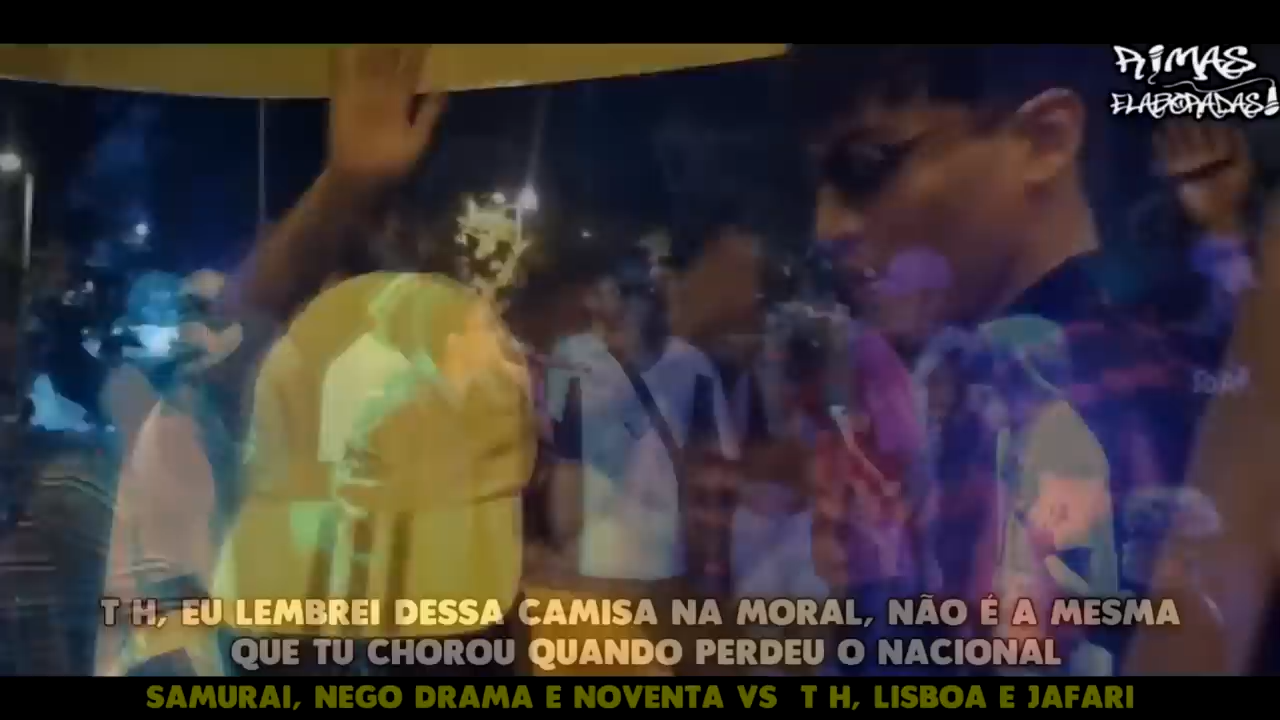 RIMAS
ELABORADAS!
T H, EU LEMBREI DESSA CAMISA NA MORAL, NÃO É A MESMA
QUE TU CHOROU QUANDO PERDEU O NACIONAL
SAMURAI, NEGO DRAMA E NOVENTA VS T H, LISBOA E JAFARI